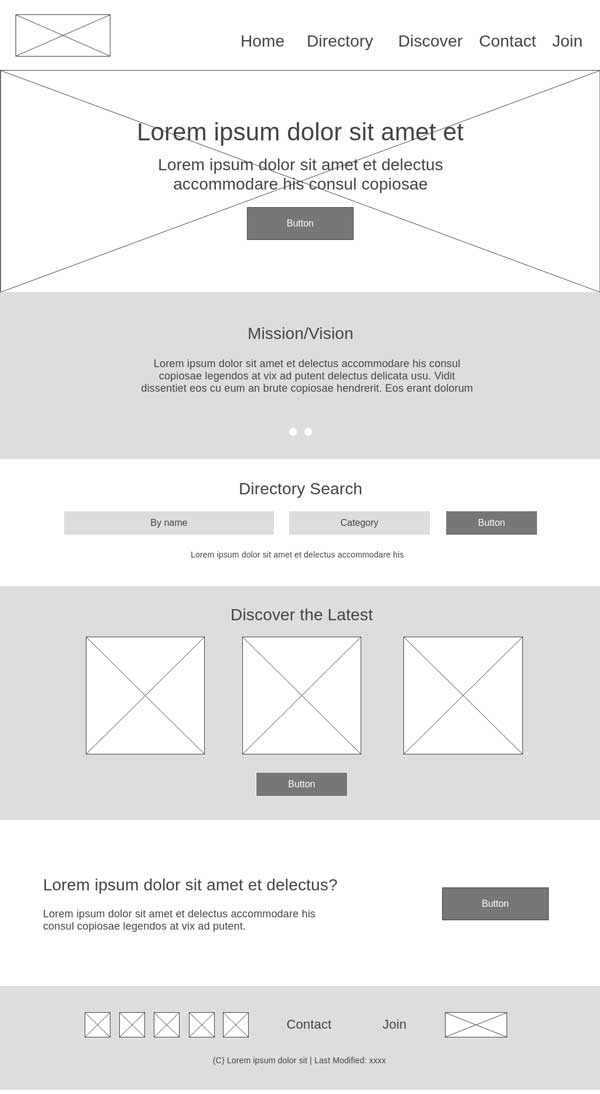 Home Directory Discover Contact Join
Lorem ipsum dolor sit amet et
Lorem ipsum dolor sit amet et delectus
accommodare his consul copiosae
Button
Mission/Vision
Lorem ipsum dolor sit amet et delectus accommodare his consul
copiosae legendos at vix ad putent delectus delicata usu. Vidit
dissentiet eos cu eum an brute copiosae hendrerit. Eos erant dolorum
Directory Search
By name Category Button
Lorem ipsum dolor sit amet et delectus accommodare his
Discover the Latest
Button
Lorem ipsum dolor sit amet et delectus?
Lorem ipsum dolor sit amet et delectus accommodare his
consul copiosae legendos at vix ad putent.
Button
Contact Join
(C) Lorem ipsum dolor sit | Last Modified: xxxx